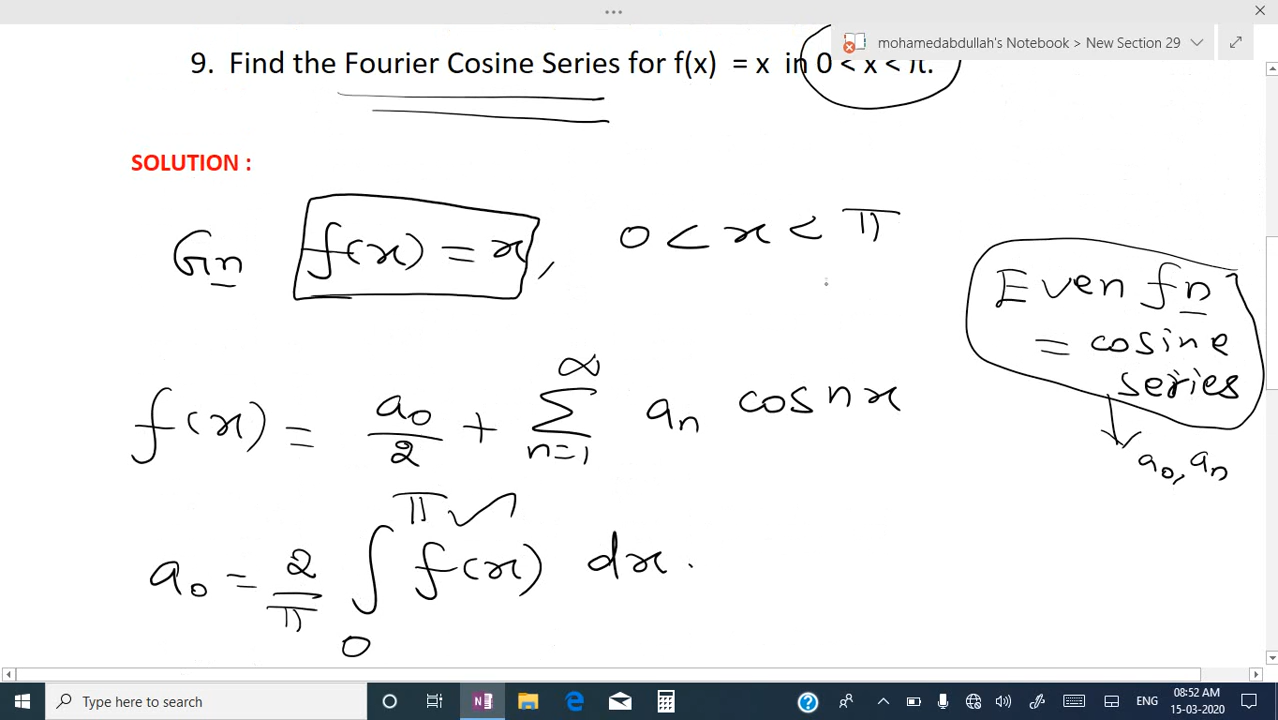 mohamedabdullah's Notebook > New Section 29
9. Find the Fourier Cosine Series for f(x) = x in 0 < x < π.
SOLUTION :
Gn f(x) = x, 0 < x < π
Even fn
= cosine
series
a0, an
f(x) = a0/2 + ∑ n=1 ∞ an cos nx
a0 = 2/π ∫ 0 π f(x) dx.
Type here to search
ENG
08:52 AM
15-03-2020